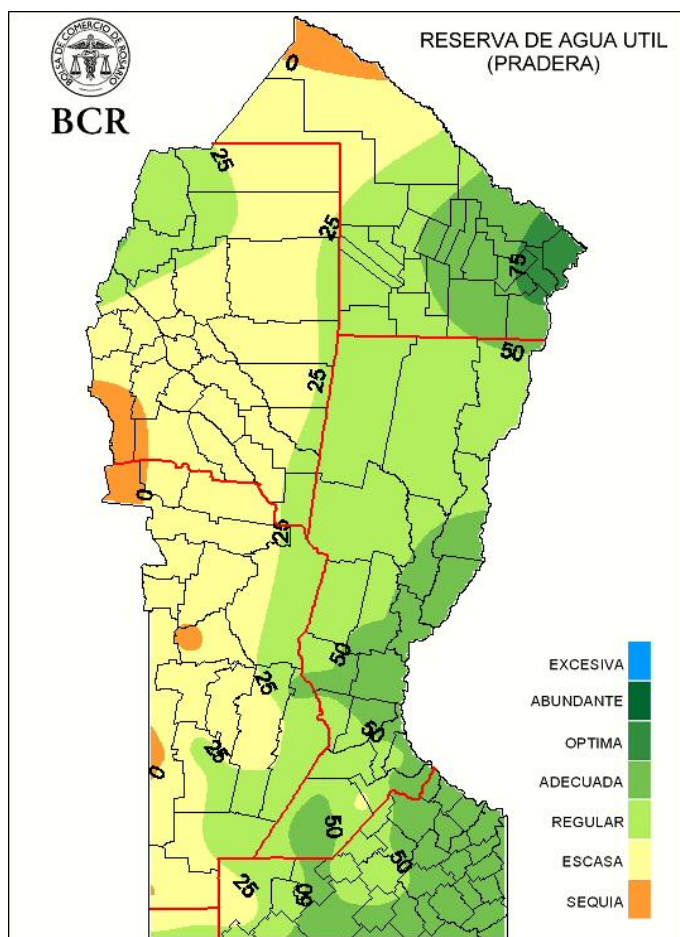 BOLSA DE COMERCIO DE ROSARIO
BCR
RESERVA DE AGUA UTIL
(PRADERA)
0
25
25
75
50
25
0
25
50
25
50
25
0
50
50
25
50
EXCESIVA
ABUNDANTE
OPTIMA
ADECUADA
REGULAR
ESCASA
SEQUIA